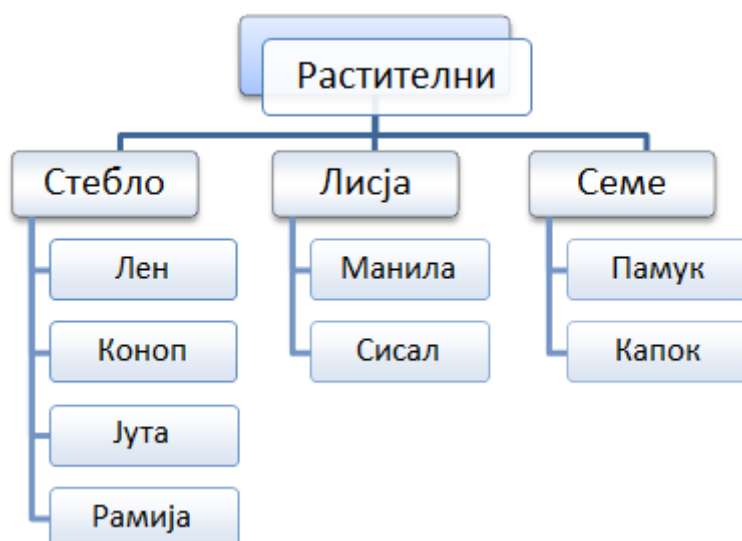 Растителни
Стебло
Лен
Коноп
Јута
Рамија
Лисја
Манила
Сисал
Семе
Памук
Капок